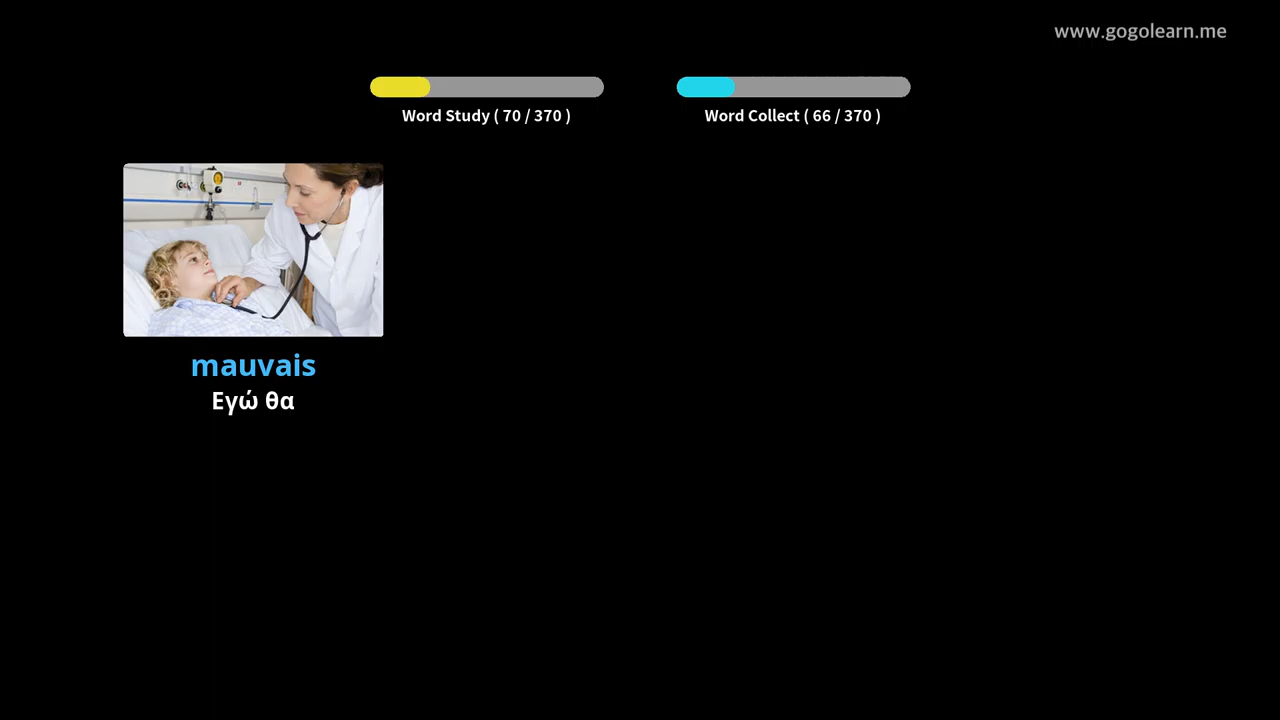 www.gogolearn.me
Word Study ( 70 / 370 )
Word Collect ( 66 / 370 )
mauvais
Εγώ θα